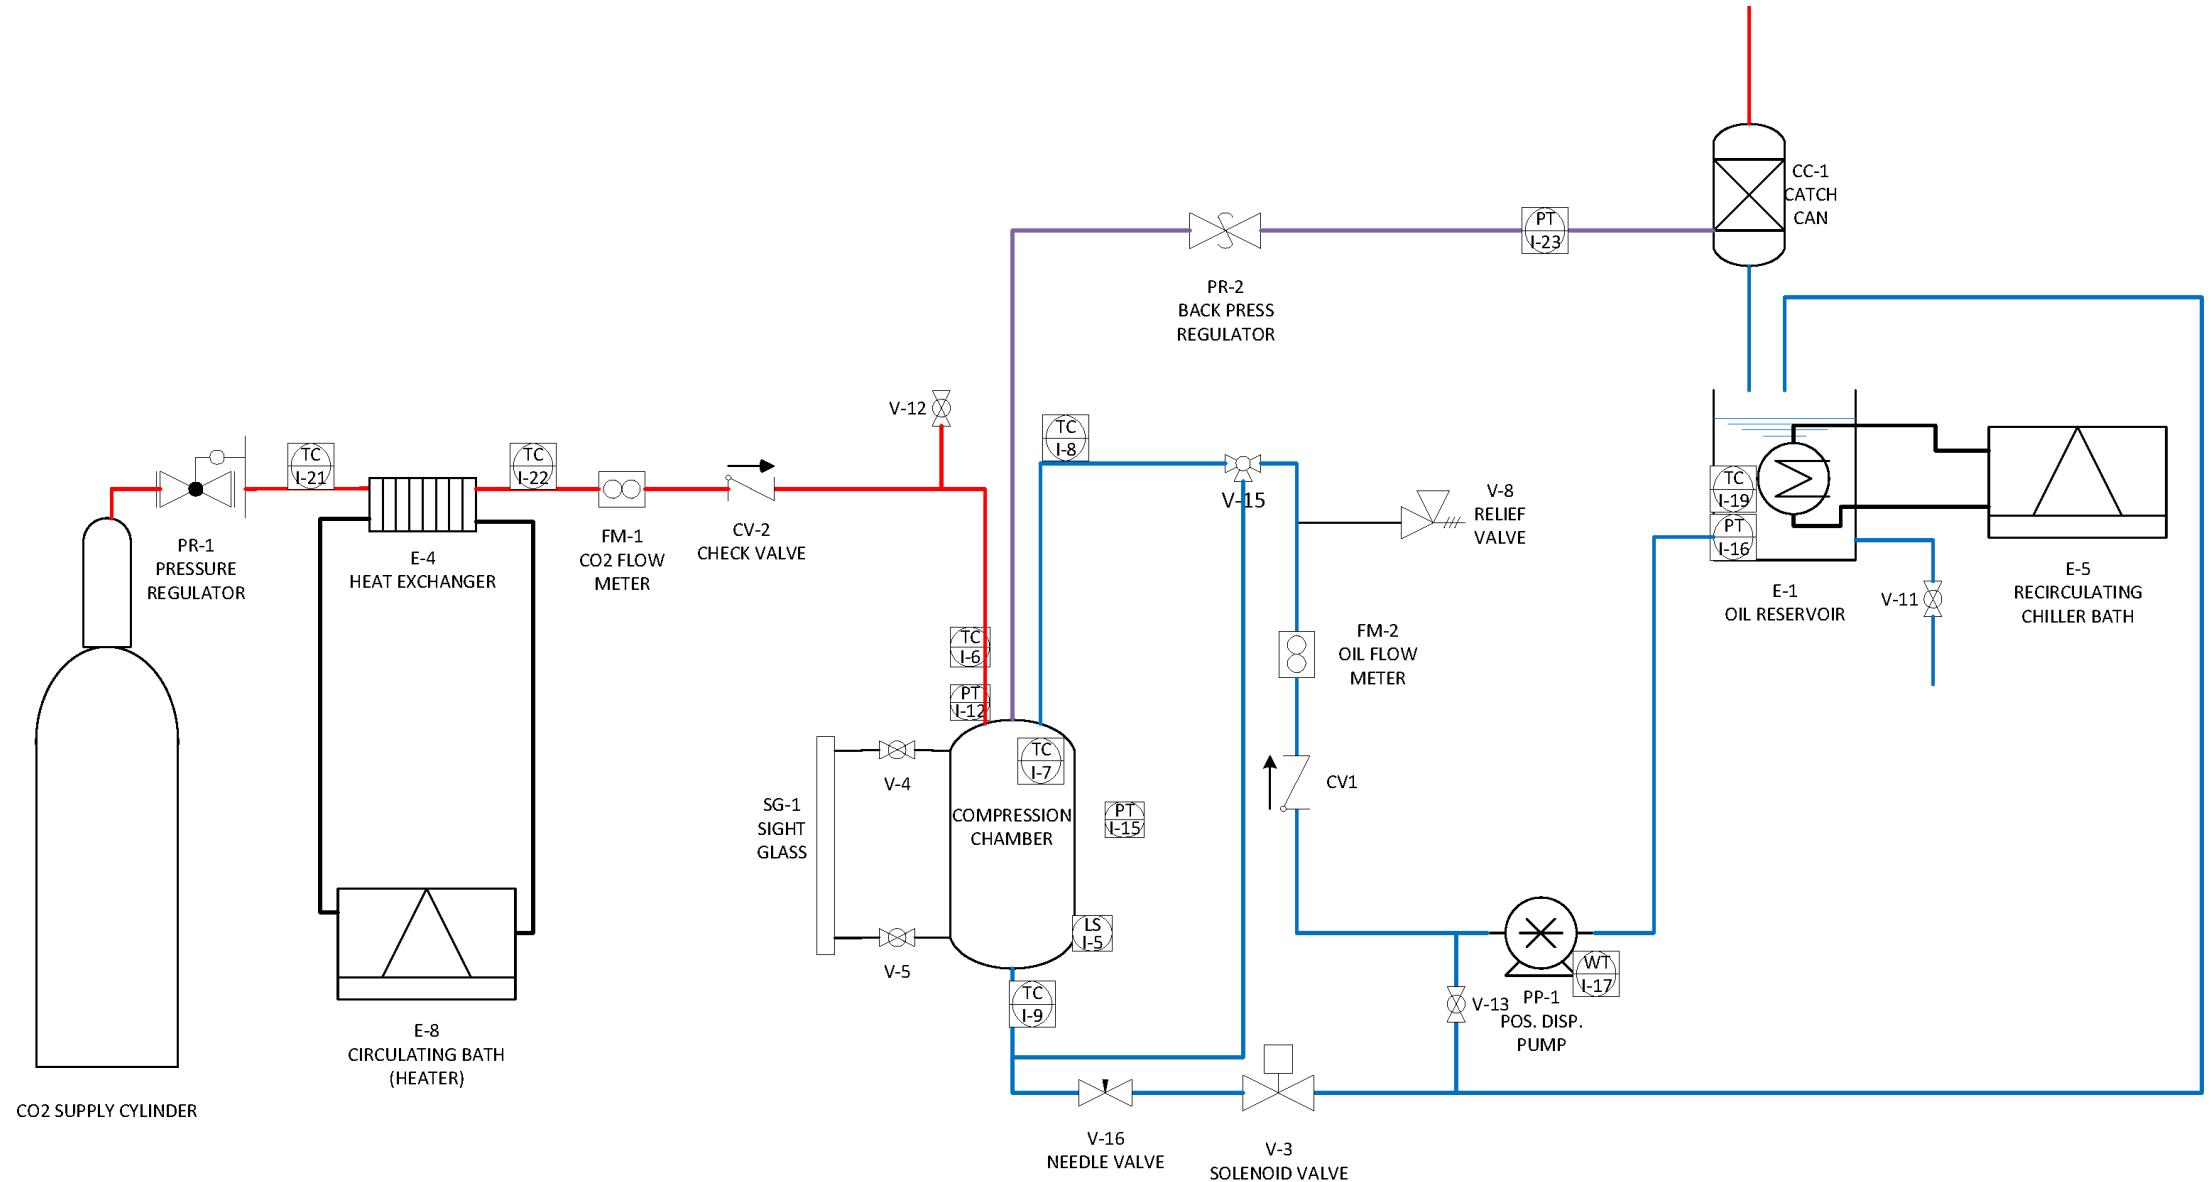 CC-1
CATCH
CAN
PT
I-23
PR-2
BACK PRESS
REGULATOR
V-12
TC
I-8
TC
I-21
TC
I-22
V-15
V-8
RELIEF
VALVE
TC
I-19
PT
I-16
PR-1
PRESSURE
REGULATOR
E-4
HEAT EXCHANGER
FM-1
CO2 FLOW
METER
CV-2
CHECK VALVE
E-1
OIL RESERVOIR
V-11
E-5
RECIRCULATING
CHILLER BATH
TC
I-6
PT
I-12
FM-2
OIL FLOW
METER
TC
I-7
V-4
CV1
SG-1
SIGHT
GLASS
COMPRESSION
CHAMBER
PT
I-15
LS
I-5
V-5
TC
I-9
WT
I-17
V-13
PP-1
POS. DISP.
PUMP
E-8
CIRCULATING BATH
(HEATER)
CO2 SUPPLY CYLINDER
V-16
NEEDLE VALVE
V-3
SOLENOID VALVE